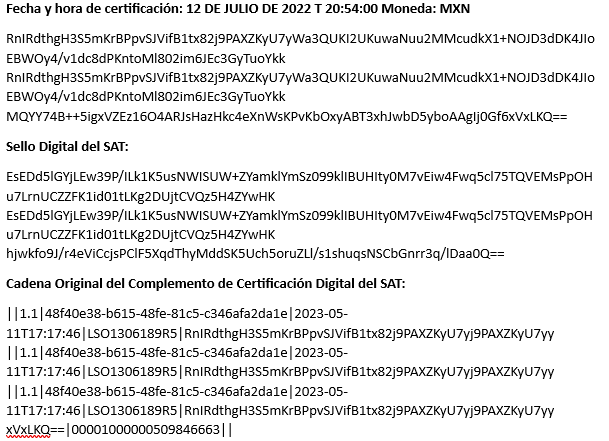 Fecha y hora de certificación: 12 DE JULIO DE 2022 T 20:54:00 Moneda: MXN
RnIRdthgH3S5mKrBPpvSJVifB1tx82j9PAXZKyU7yWa3QUKI2UKuwaNuu2MMcudkX1+NOJD3dDK4JIo
EBWOy4/v1dc8dPKntoMl802im6JEc3GyTuoYkk
RnIRdthgH3S5mKrBPpvSJVifB1tx82j9PAXZKyU7yWa3QUKI2UKuwaNuu2MMcudkX1+NOJD3dDK4JIo
EBWOy4/v1dc8dPKntoMl802im6JEc3GyTuoYkk
MQYY74B++5igxVZEz16O4ARJsHazHkc4eXnWsKPvKbOxyABT3xhJwbD5yboAAgIj0Gf6xVxLKQ==
Sello Digital del SAT:
EsEDd5lGYjLEw39P/ILk1K5usNWISUW+ZYamklYmSz099klIBUHIty0M7vEiw4Fwq5cl75TQVEMsPpOH
u7LrnUCZZFK1id01tLKg2DUjtCVQz5H4ZYwHK
EsEDd5lGYjLEw39P/ILk1K5usNWISUW+ZYamklYmSz099klIBUHIty0M7vEiw4Fwq5cl75TQVEMsPpOH
u7LrnUCZZFK1id01tLKg2DUjtCVQz5H4ZYwHK
hjwkfo9J/r4eViCcjsPClF5XqdThyMddSK5Uch5oruZLl/s1shuqsNSCbGnrr3q/lDaa0Q==
Cadena Original del Complemento de Certificación Digital del SAT:
||1.1|48f40e38-b615-48fe-81c5-c346afa2da1e|2023-05-
11T17:17:46|LSO1306189R5|RnIRdthgH3S5mKrBPpvSJVifB1tx82j9PAXZKyU7yj9PAXZKyU7yy
||1.1|48f40e38-b615-48fe-81c5-c346afa2da1e|2023-05-
11T17:17:46|LSO1306189R5|RnIRdthgH3S5mKrBPpvSJVifB1tx82j9PAXZKyU7yj9PAXZKyU7yy
||1.1|48f40e38-b615-48fe-81c5-c346afa2da1e|2023-05-
11T17:17:46|LSO1306189R5|RnIRdthgH3S5mKrBPpvSJVifB1tx82j9PAXZKyU7yj9PAXZKyU7yy
xVxLKQ==|00001000000509846663||